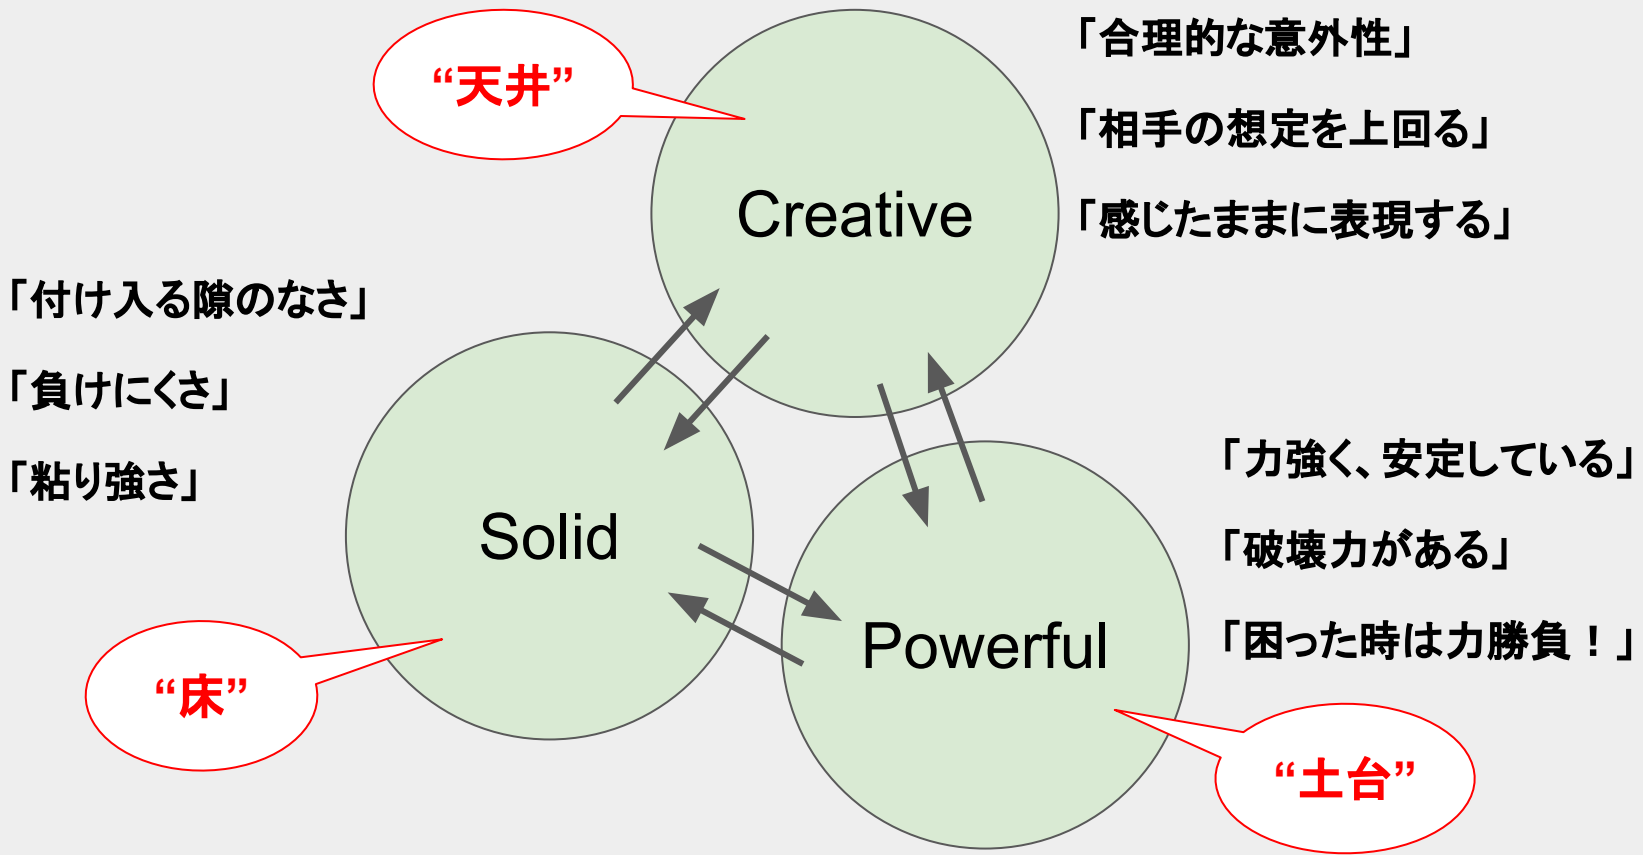 “天井”
Creative
「合理的な意外性」
「相手の想定を上回る」
「感じたままに表現する」
「付け入る隙のなさ」
「負けにくさ」
「粘り強さ」
Solid
“床”
Powerful
「力強く、安定している」
「破壊力がある」
「困った時は力勝負！」
“土台”